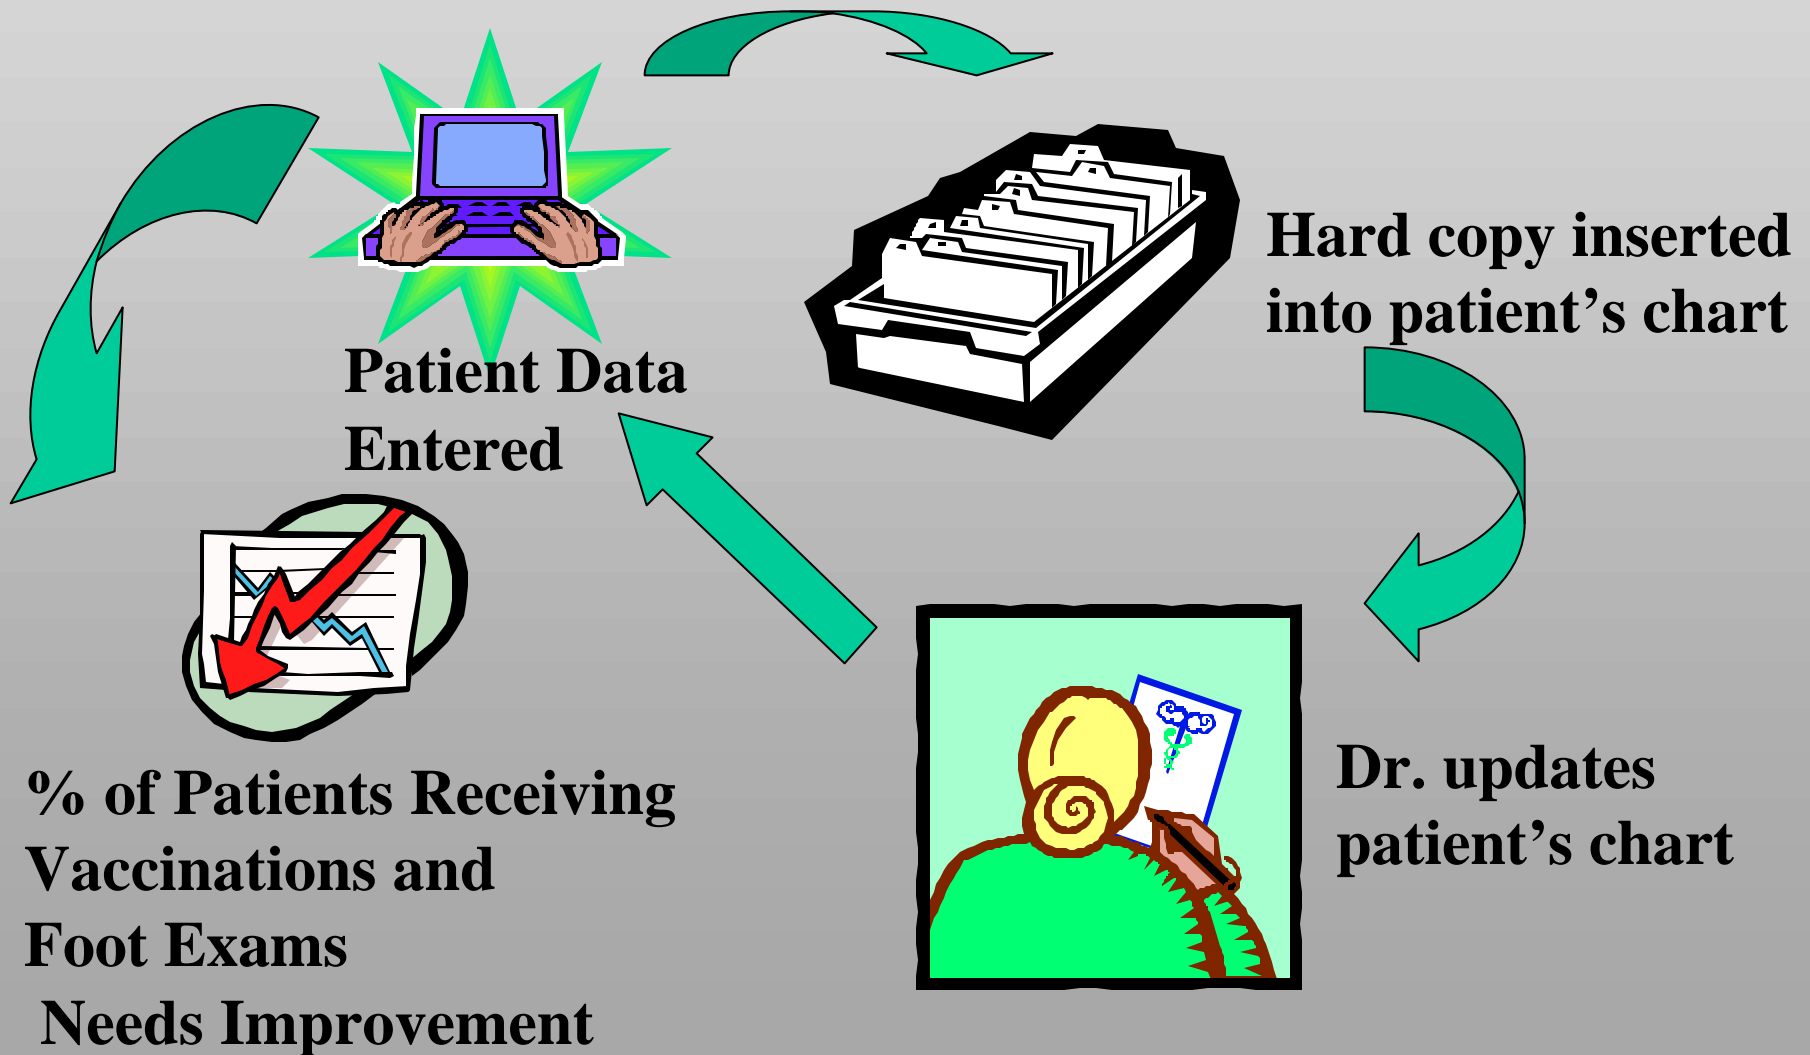 Patient Data
Entered
Hard copy inserted
into patient’s chart
Dr. updates
patient’s chart
% of Patients Receiving
Vaccinations and
Foot Exams
Needs Improvement